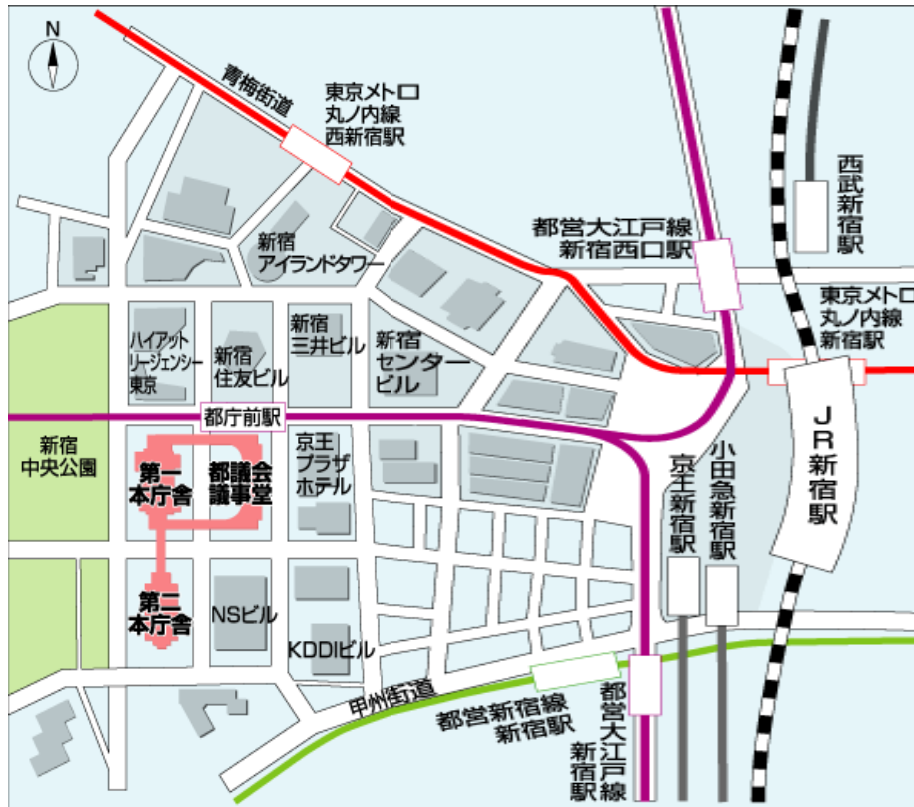 N
青梅街道
東京メトロ
丸ノ内線
西新宿駅
西武新宿駅
都営大江戸線
新宿西口駅
新宿
アイランドタワー
東京メトロ
丸ノ内線
新宿駅
ハイアット
リージェンシー
東京
新宿
住友ビル
新宿
三井ビル
新宿
センター
ビル
都庁前駅
JR新宿駅
新宿
中央公園
第一
本庁舎
都議会
議事堂
京王
プラザ
ホテル
京王新宿駅
小田急新宿駅
第二
本庁舎
NSビル
KDDIビル
甲州街道
都営新宿線
新宿駅
都営大江戸線
新宿駅